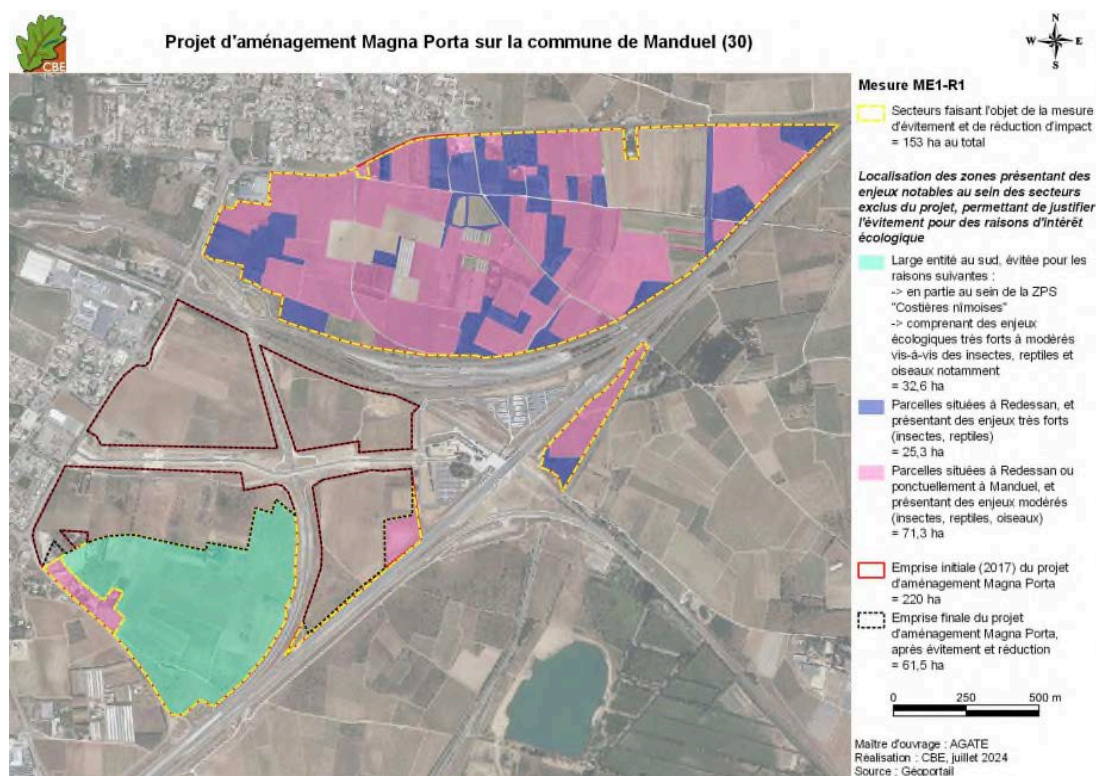 Projet d'aménagement Magna Porta sur la commune de Manduel (30)
CBE
N
W E
S
Mesure ME1-R1
Secteurs faisant l'objet de la mesure
d'évitement et de réduction d'impact
= 153 ha au total
Localisation des zones présentant des
enjeux notables au sein des secteurs
exclus du projet, permettant de justifier
l'évitement pour des raisons d'intérêt
écologique
Large entité au sud, évitée pour les
raisons suivantes :
-> en partie au sein de la ZPS
"Costières nîmoises"
-> comprenant des enjeux
écologiques très forts à modérés
vis-à-vis des insectes, reptiles et
oiseaux notamment
= 32,6 ha
Parcelles situées à Redessan, et
présentant des enjeux très forts
(insectes, reptiles)
= 25,3 ha
Parcelles situées à Redessan ou
ponctuellement à Manduel, et
présentant des enjeux modérés
(insectes, reptiles, oiseaux)
= 71,3 ha
Emprise initiale (2017) du projet
d'aménagement Magna Porta
= 220 ha
Emprise finale du projet
d'aménagement Magna Porta,
après évitement et réduction
= 61,5 ha
0 250 500 m
Maître d'ouvrage : AGATE
Réalisation : CBE, juillet 2024
Source : Géoportail